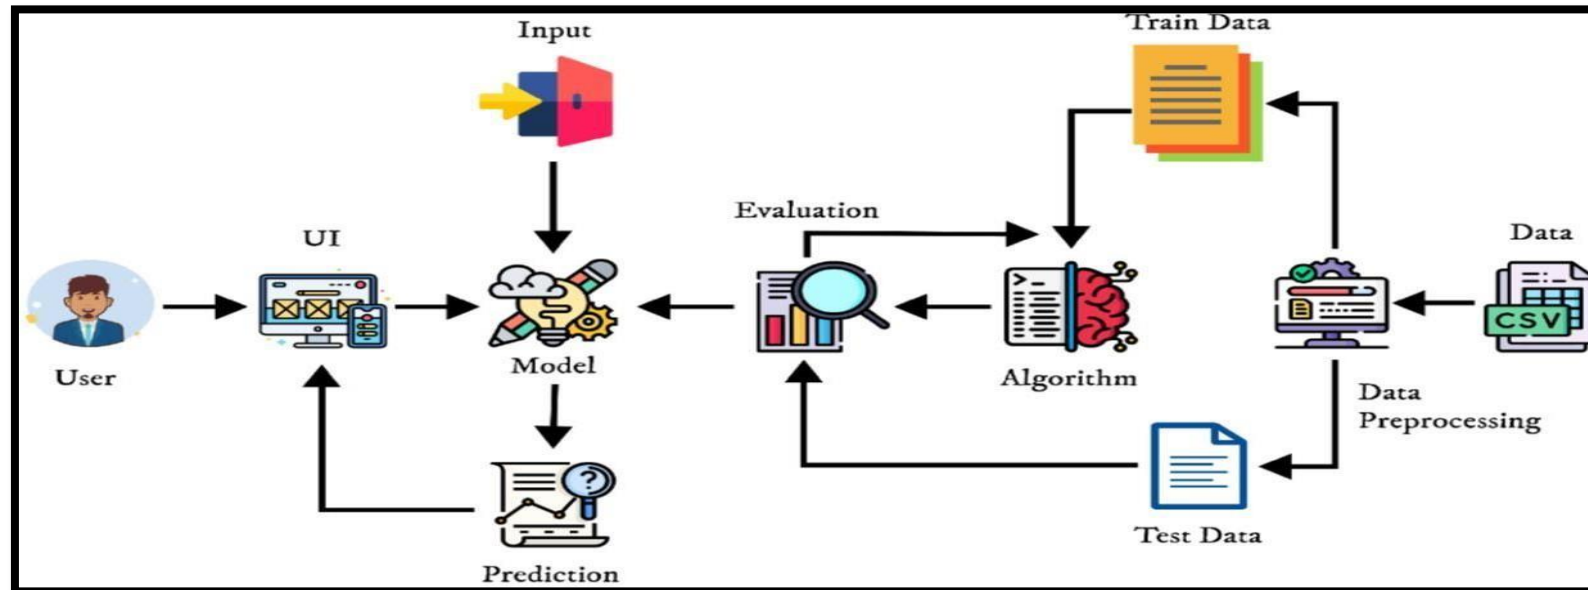 Input
Train Data
Evaluation
UI
Data
CSV
>_
Model
User
Algorithm
Data
Preprocessing
?
Test Data
Prediction